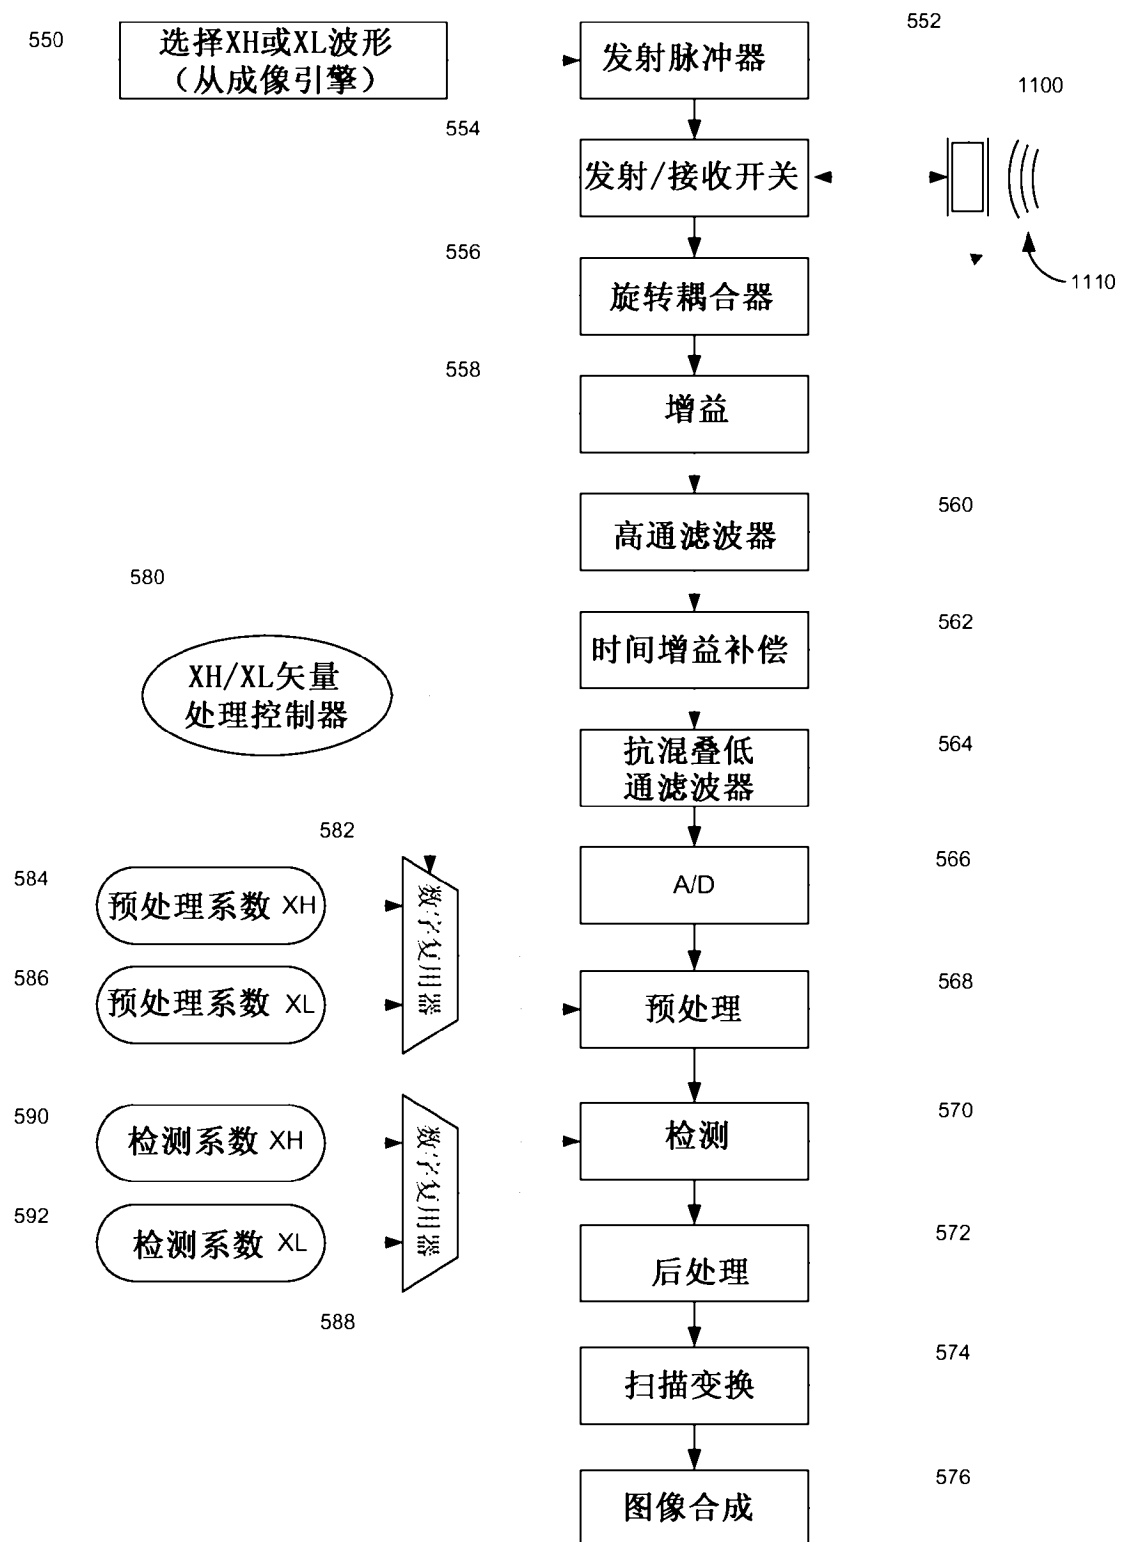 550
选择XH或XL波形
（从成像引擎）
发射脉冲器
552
1100
554
发射/接收开关
1110
556
旋转耦合器
558
增益
高通滤波器
560
580
时间增益补偿
562
XH/XL矢量
处理控制器
抗混叠低
通滤波器
564
582
584
预处理系数 XH
数字复用器
A/D
566
586
预处理系数 XL
预处理
568
590
检测系数 XH
数字复用器
检测
570
592
检测系数 XL
后处理
572
588
扫描变换
574
图像合成
576